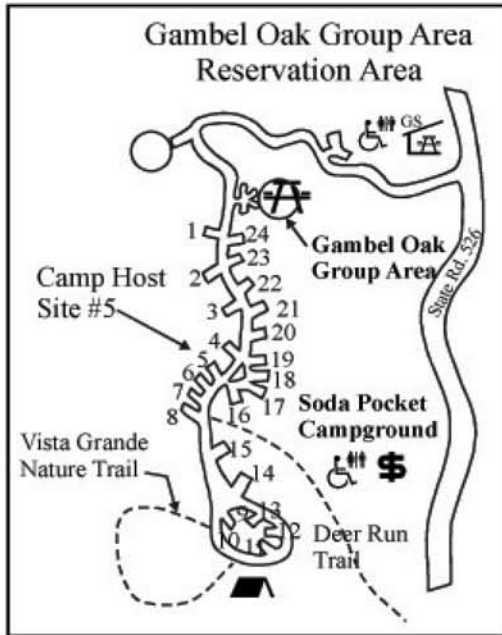 Gambel Oak Group Area
Reservation Area
GS
State Rd. 526
Gambel Oak
Group Area
1
24
23
2
22
3
21
20
Camp Host
Site #5
4
5
19
6
18
7
17
8
16
Soda Pocket
Campground
$
Vista Grande
Nature Trail
15
14
13
9
12
10
11
Deer Run
Trail